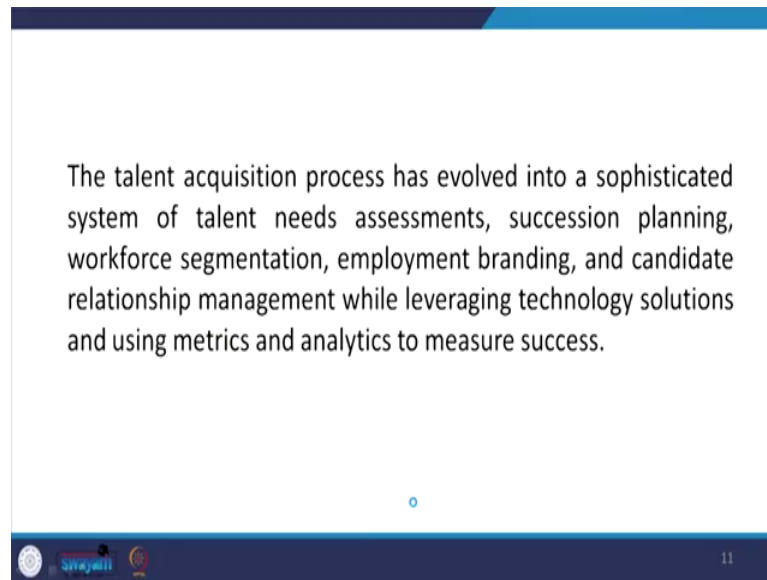 The talent acquisition process has evolved into a sophisticated
system of talent needs assessments, succession planning,
workforce segmentation, employment branding, and candidate
relationship management while leveraging technology solutions
and using metrics and analytics to measure success.
swayam
11